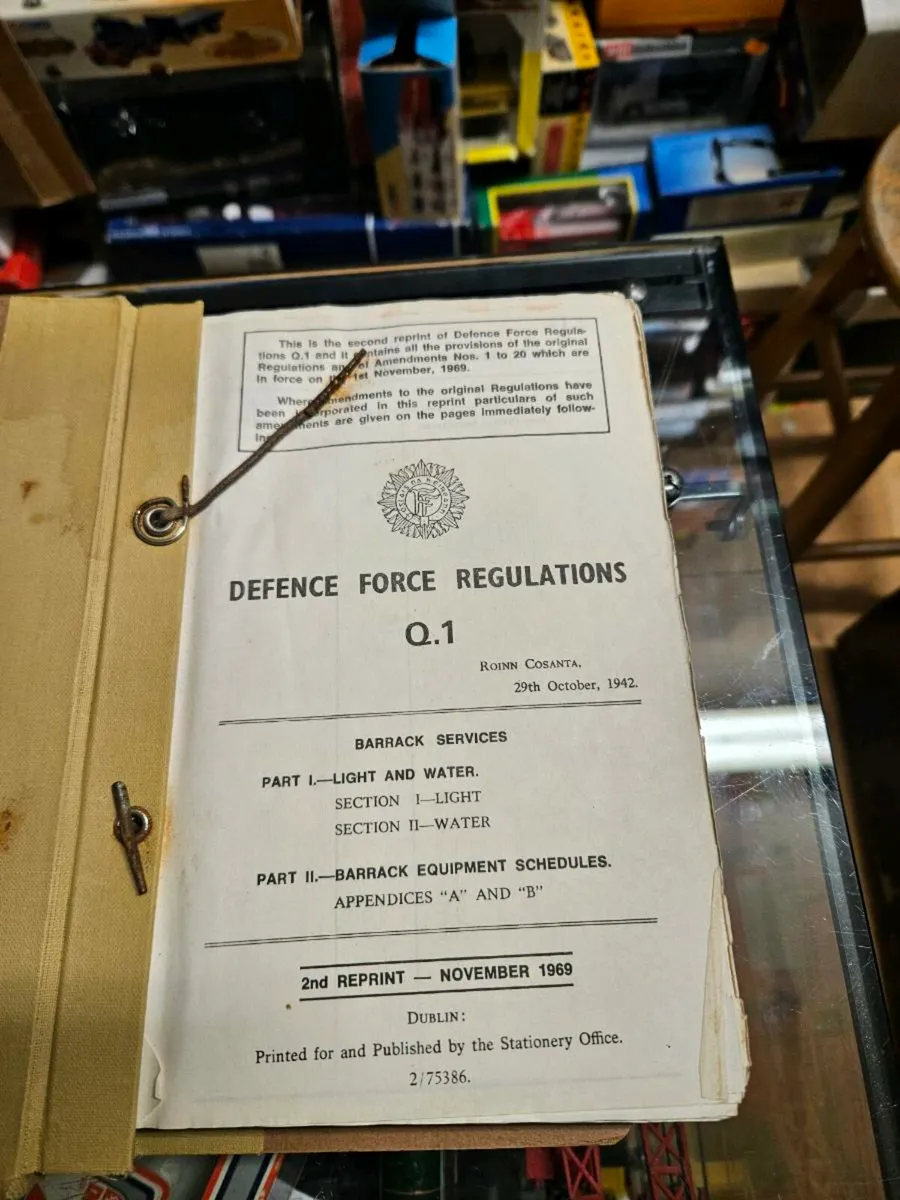 This is the second reprint of Defence Force Regula-
tions Q.1 and it contains all the provisions of the original
Regulations and of Amendments Nos. 1 to 20 which are
in force on the 1st November, 1969.
Where amendments to the original Regulations have
been incorporated in this reprint particulars of such
amendments are given on the pages immediately follow-
DEFENCE FORCE REGULATIONS
Q.1
ROINN COSANTA,
29th October, 1942.
BARRACK SERVICES
PART I.—LIGHT AND WATER.
SECTION I—LIGHT
SECTION II—WATER
PART II.—BARRACK EQUIPMENT SCHEDULES.
APPENDICES "A" AND "B"
2nd REPRINT — NOVEMBER 1969
DUBLIN:
Printed for and Published by the Stationery Office.
2/75386.